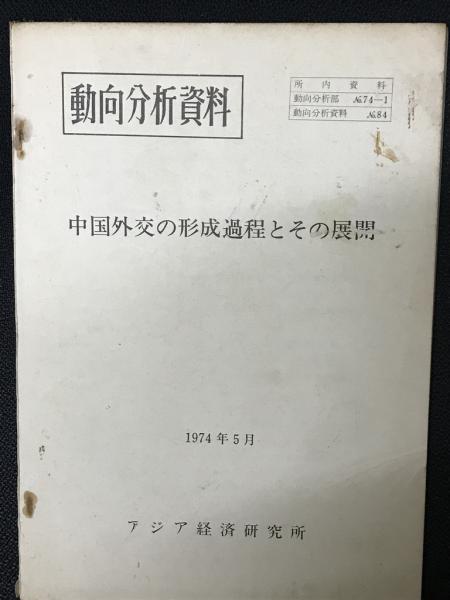 動向分析資料
所内資料
動向分析部 №74-1
動向分析資料 №84
中国外交の形成過程とその展開
1974年5月
アジア経済研究所